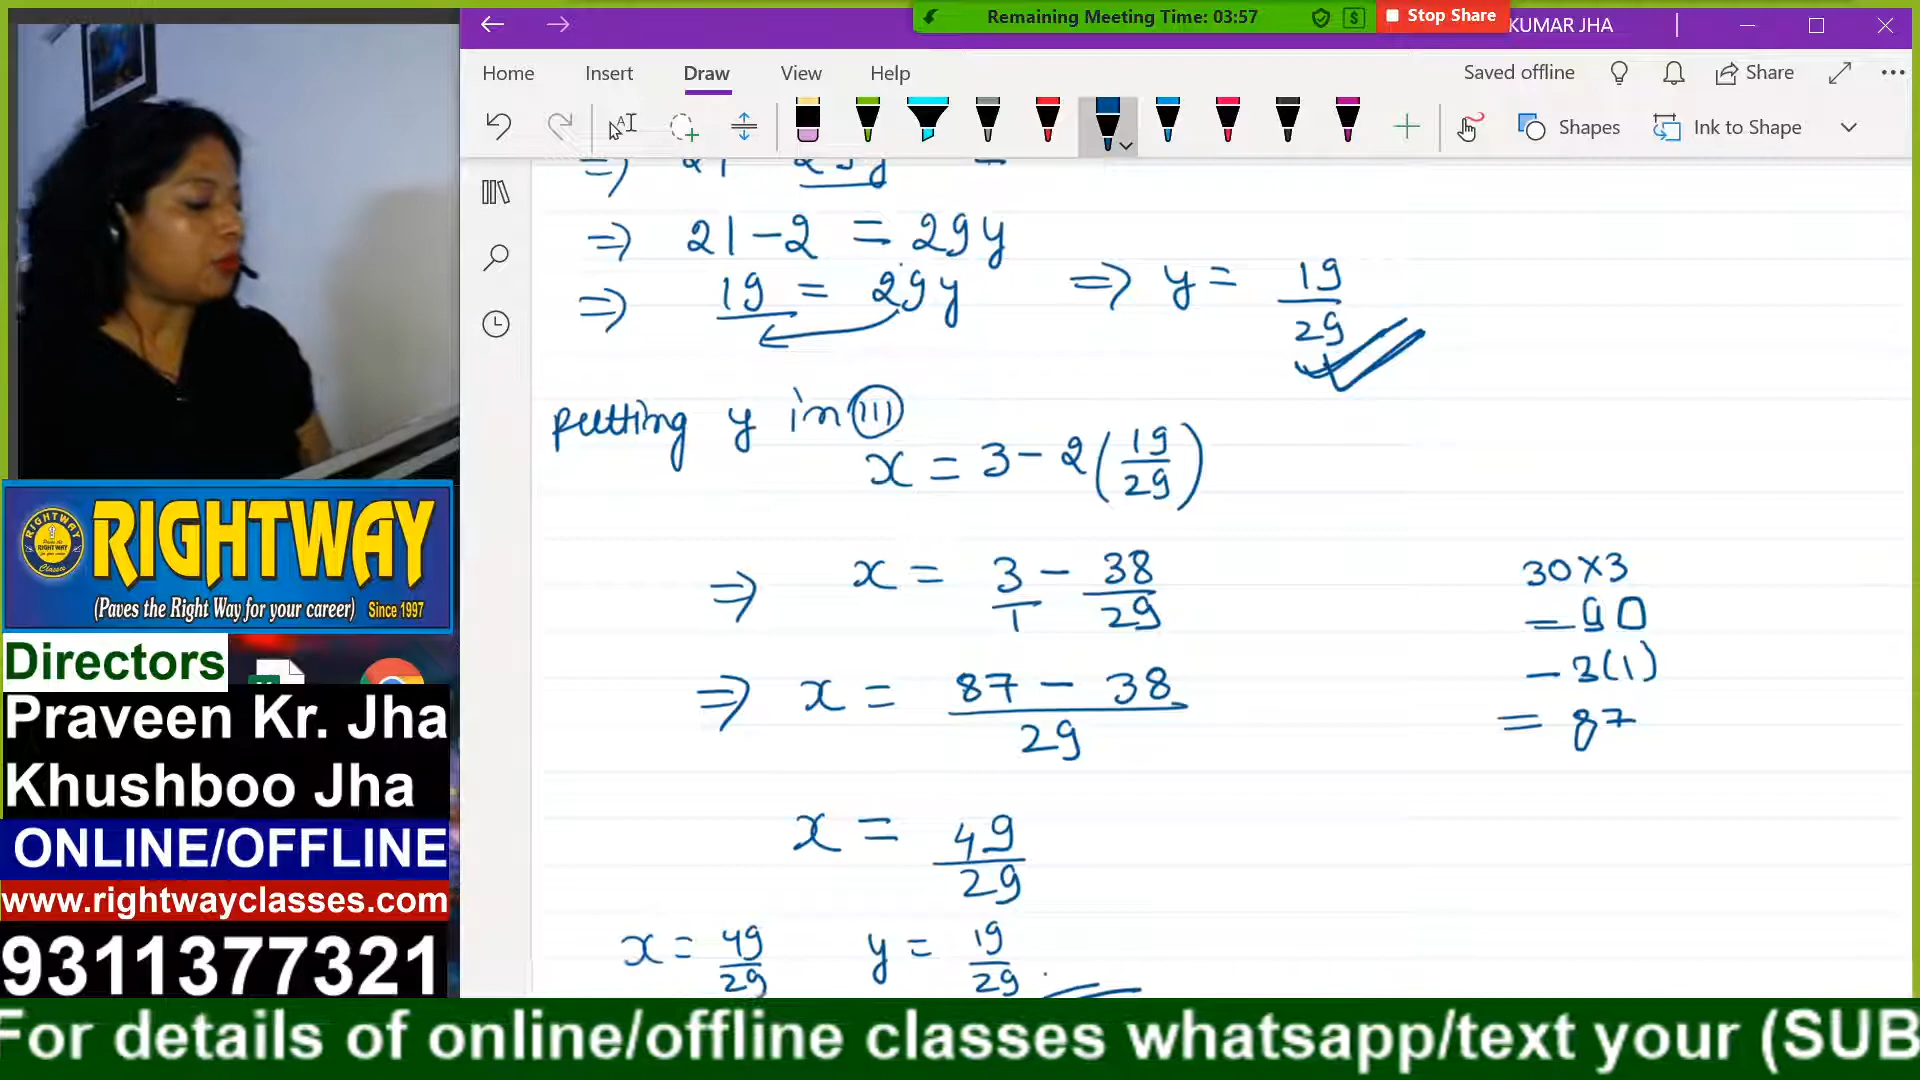 Remaining Meeting Time: 03:57
Stop Share
KUMAR JHA
Home Insert Draw View Help
Saved offline
Share
Shapes
Ink to Shape
⇒ 21 - 2 = 29y
⇒ 19 = 29y ⇒ y = 19/29
putting y in (III)
x = 3 - 2(19/29)
⇒ x = 3/1 - 38/29
⇒ x = 87 - 38/29
x = 49/29
x = 49/29 y = 19/29
30×3
= 90
- 3(1)
= 87
RIGHTWAY
Classes
RIGHTWAY
(Paves the Right Way for your career) Since 1997
Directors
Praveen Kr. Jha
Khushboo Jha
ONLINE/OFFLINE
www.rightwayclasses.com
9311377321
For details of online/offline classes whatsapp/text your (SUB